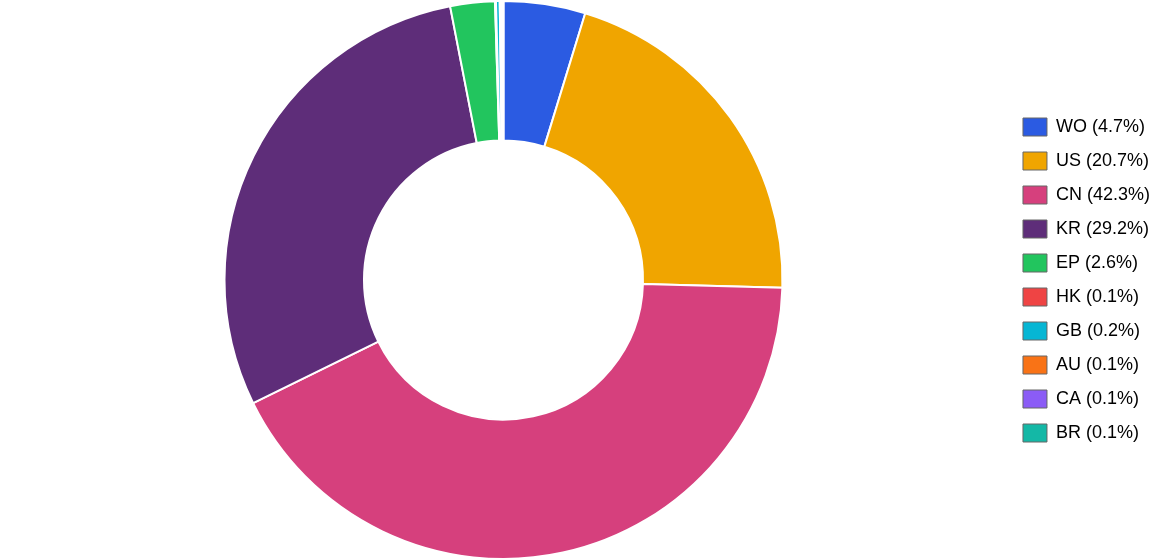 WO (4.7%)
US (20.7%)
CN (42.3%)
KR (29.2%)
EP (2.6%)
HK (0.1%)
GB (0.2%)
AU (0.1%)
CA (0.1%)
BR (0.1%)